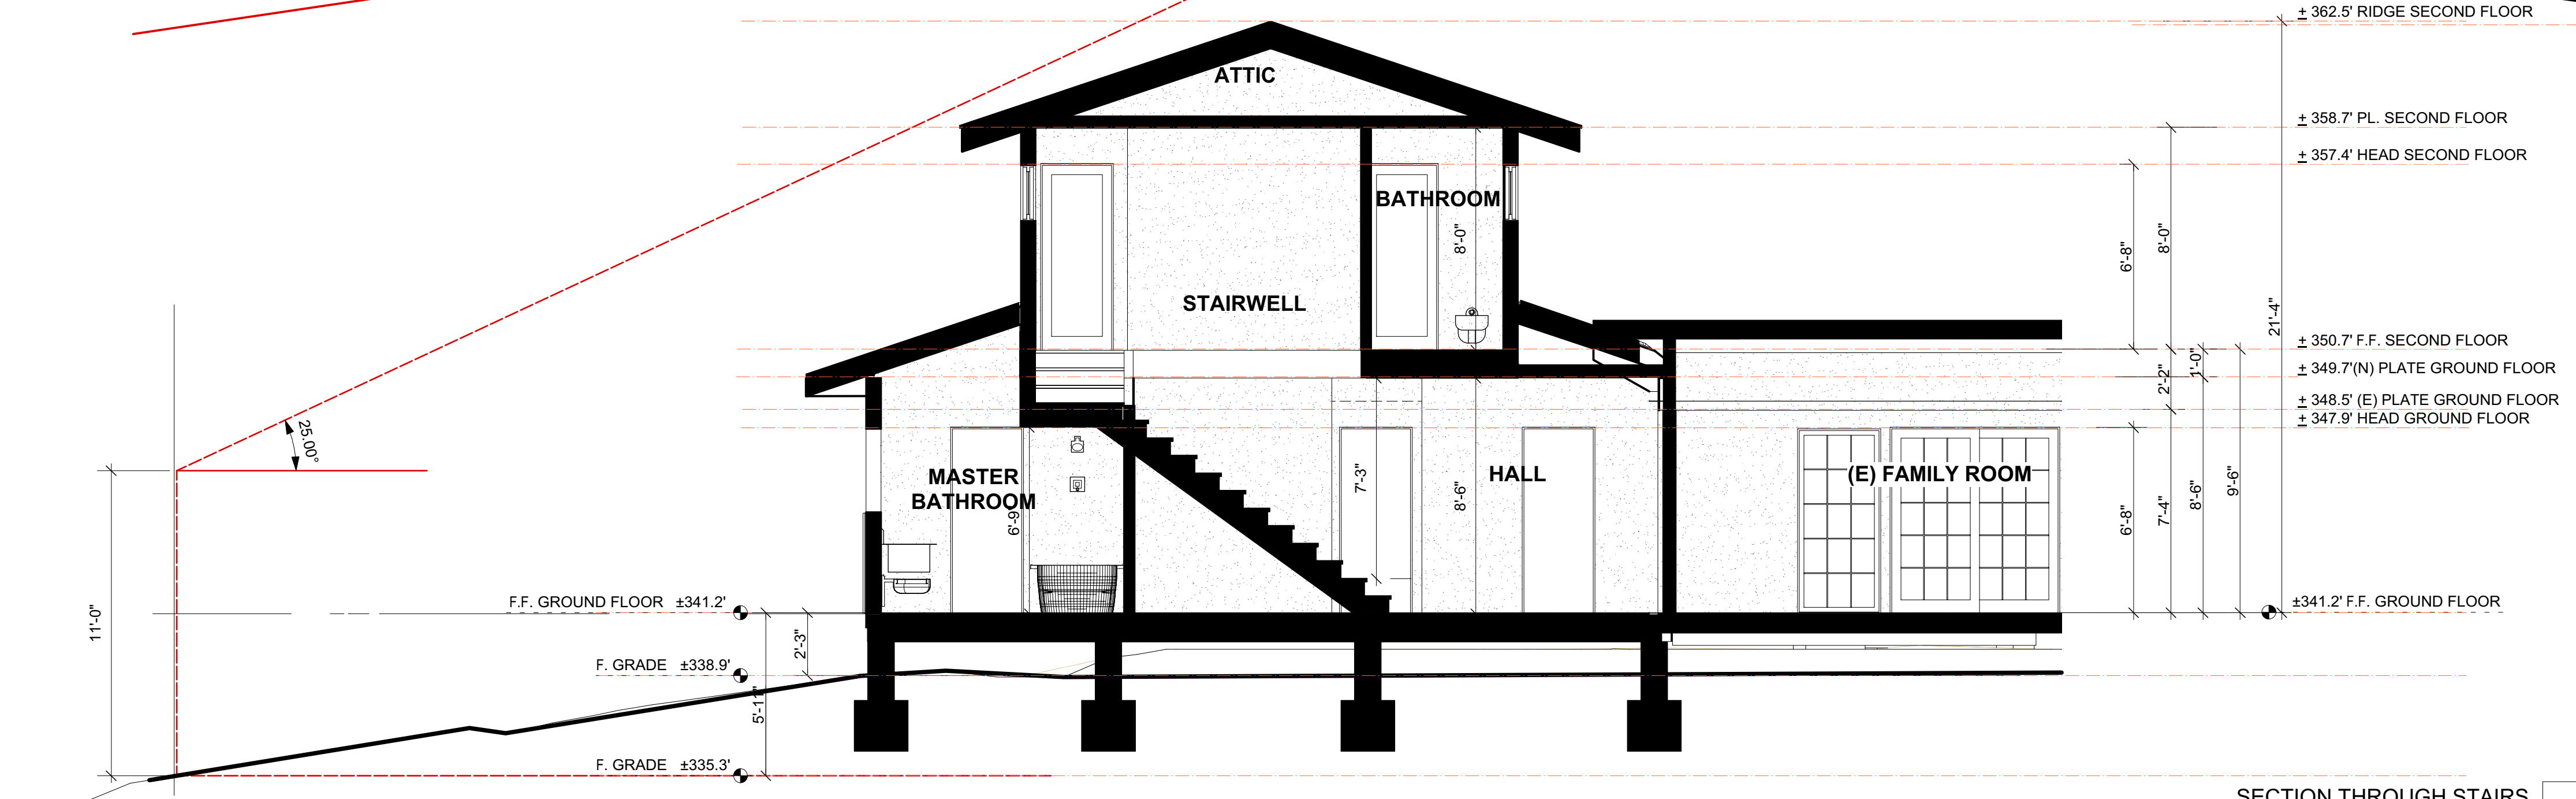 + 362.5' RIDGE SECOND FLOOR
ATTIC
+ 358.7' PL. SECOND FLOOR
+ 357.4' HEAD SECOND FLOOR
BATHROOM
8'-0"
6'-8"
8'-0"
STAIRWELL
21'-4"
+ 350.7' F.F. SECOND FLOOR
1'-0"
+ 349.7'(N) PLATE GROUND FLOOR
2'-2"
+ 348.5' (E) PLATE GROUND FLOOR
+ 347.9' HEAD GROUND FLOOR
25.00°
MASTER
BATHROOM
6'-9"
7'-3"
8'-6"
HALL
(E) FAMILY ROOM
6'-8"
7'-4"
8'-6"
9'-6"
F.F. GROUND FLOOR ±341.2'
±341.2' F.F. GROUND FLOOR
11'-0"
2'-3"
F. GRADE ±338.9'
5'-11"
F. GRADE ±335.3'
SECTION THROUGH STAIRS